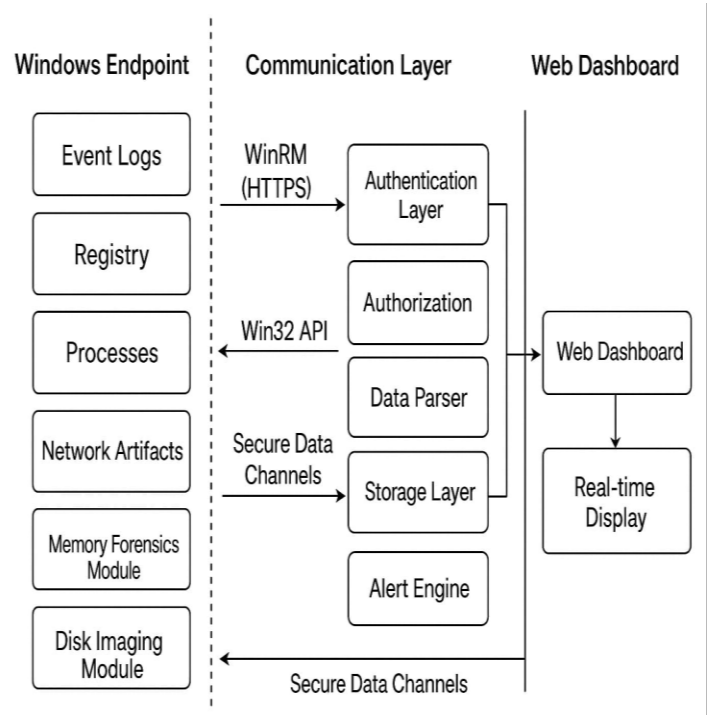 Windows Endpoint
Communication Layer
Web Dashboard
Event Logs
Registry
Processes
Network Artifacts
Memory Forensics
Module
Disk Imaging
Module
WinRM
(HTTPS)
Win32 API
Secure Data
Channels
Authentication
Layer
Authorization
Data Parser
Storage Layer
Alert Engine
Secure Data Channels
Web Dashboard
Real-time
Display